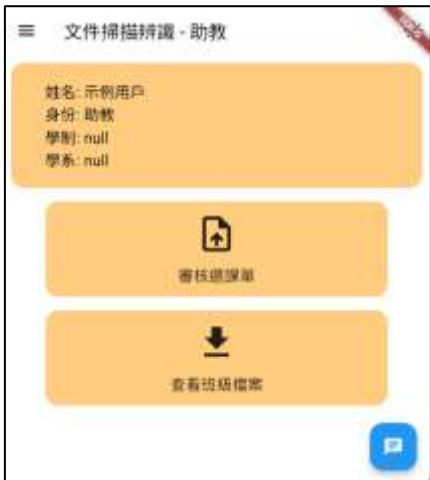 文件掃描辨識 - 助教
姓名: 示例用戶
身份: 助教
學制: null
學系: null
審核退課單
查看班級檔案